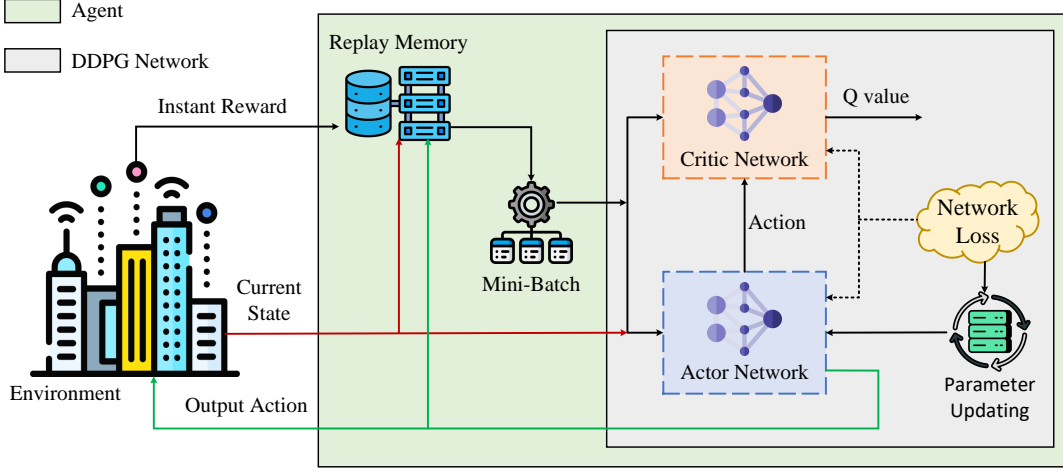 Agent
DDPG Network
Replay Memory
Instant Reward
Q value
Critic Network
Action
Network
Loss
Mini-Batch
Current
State
Actor Network
Environment
Output Action
Parameter
Updating